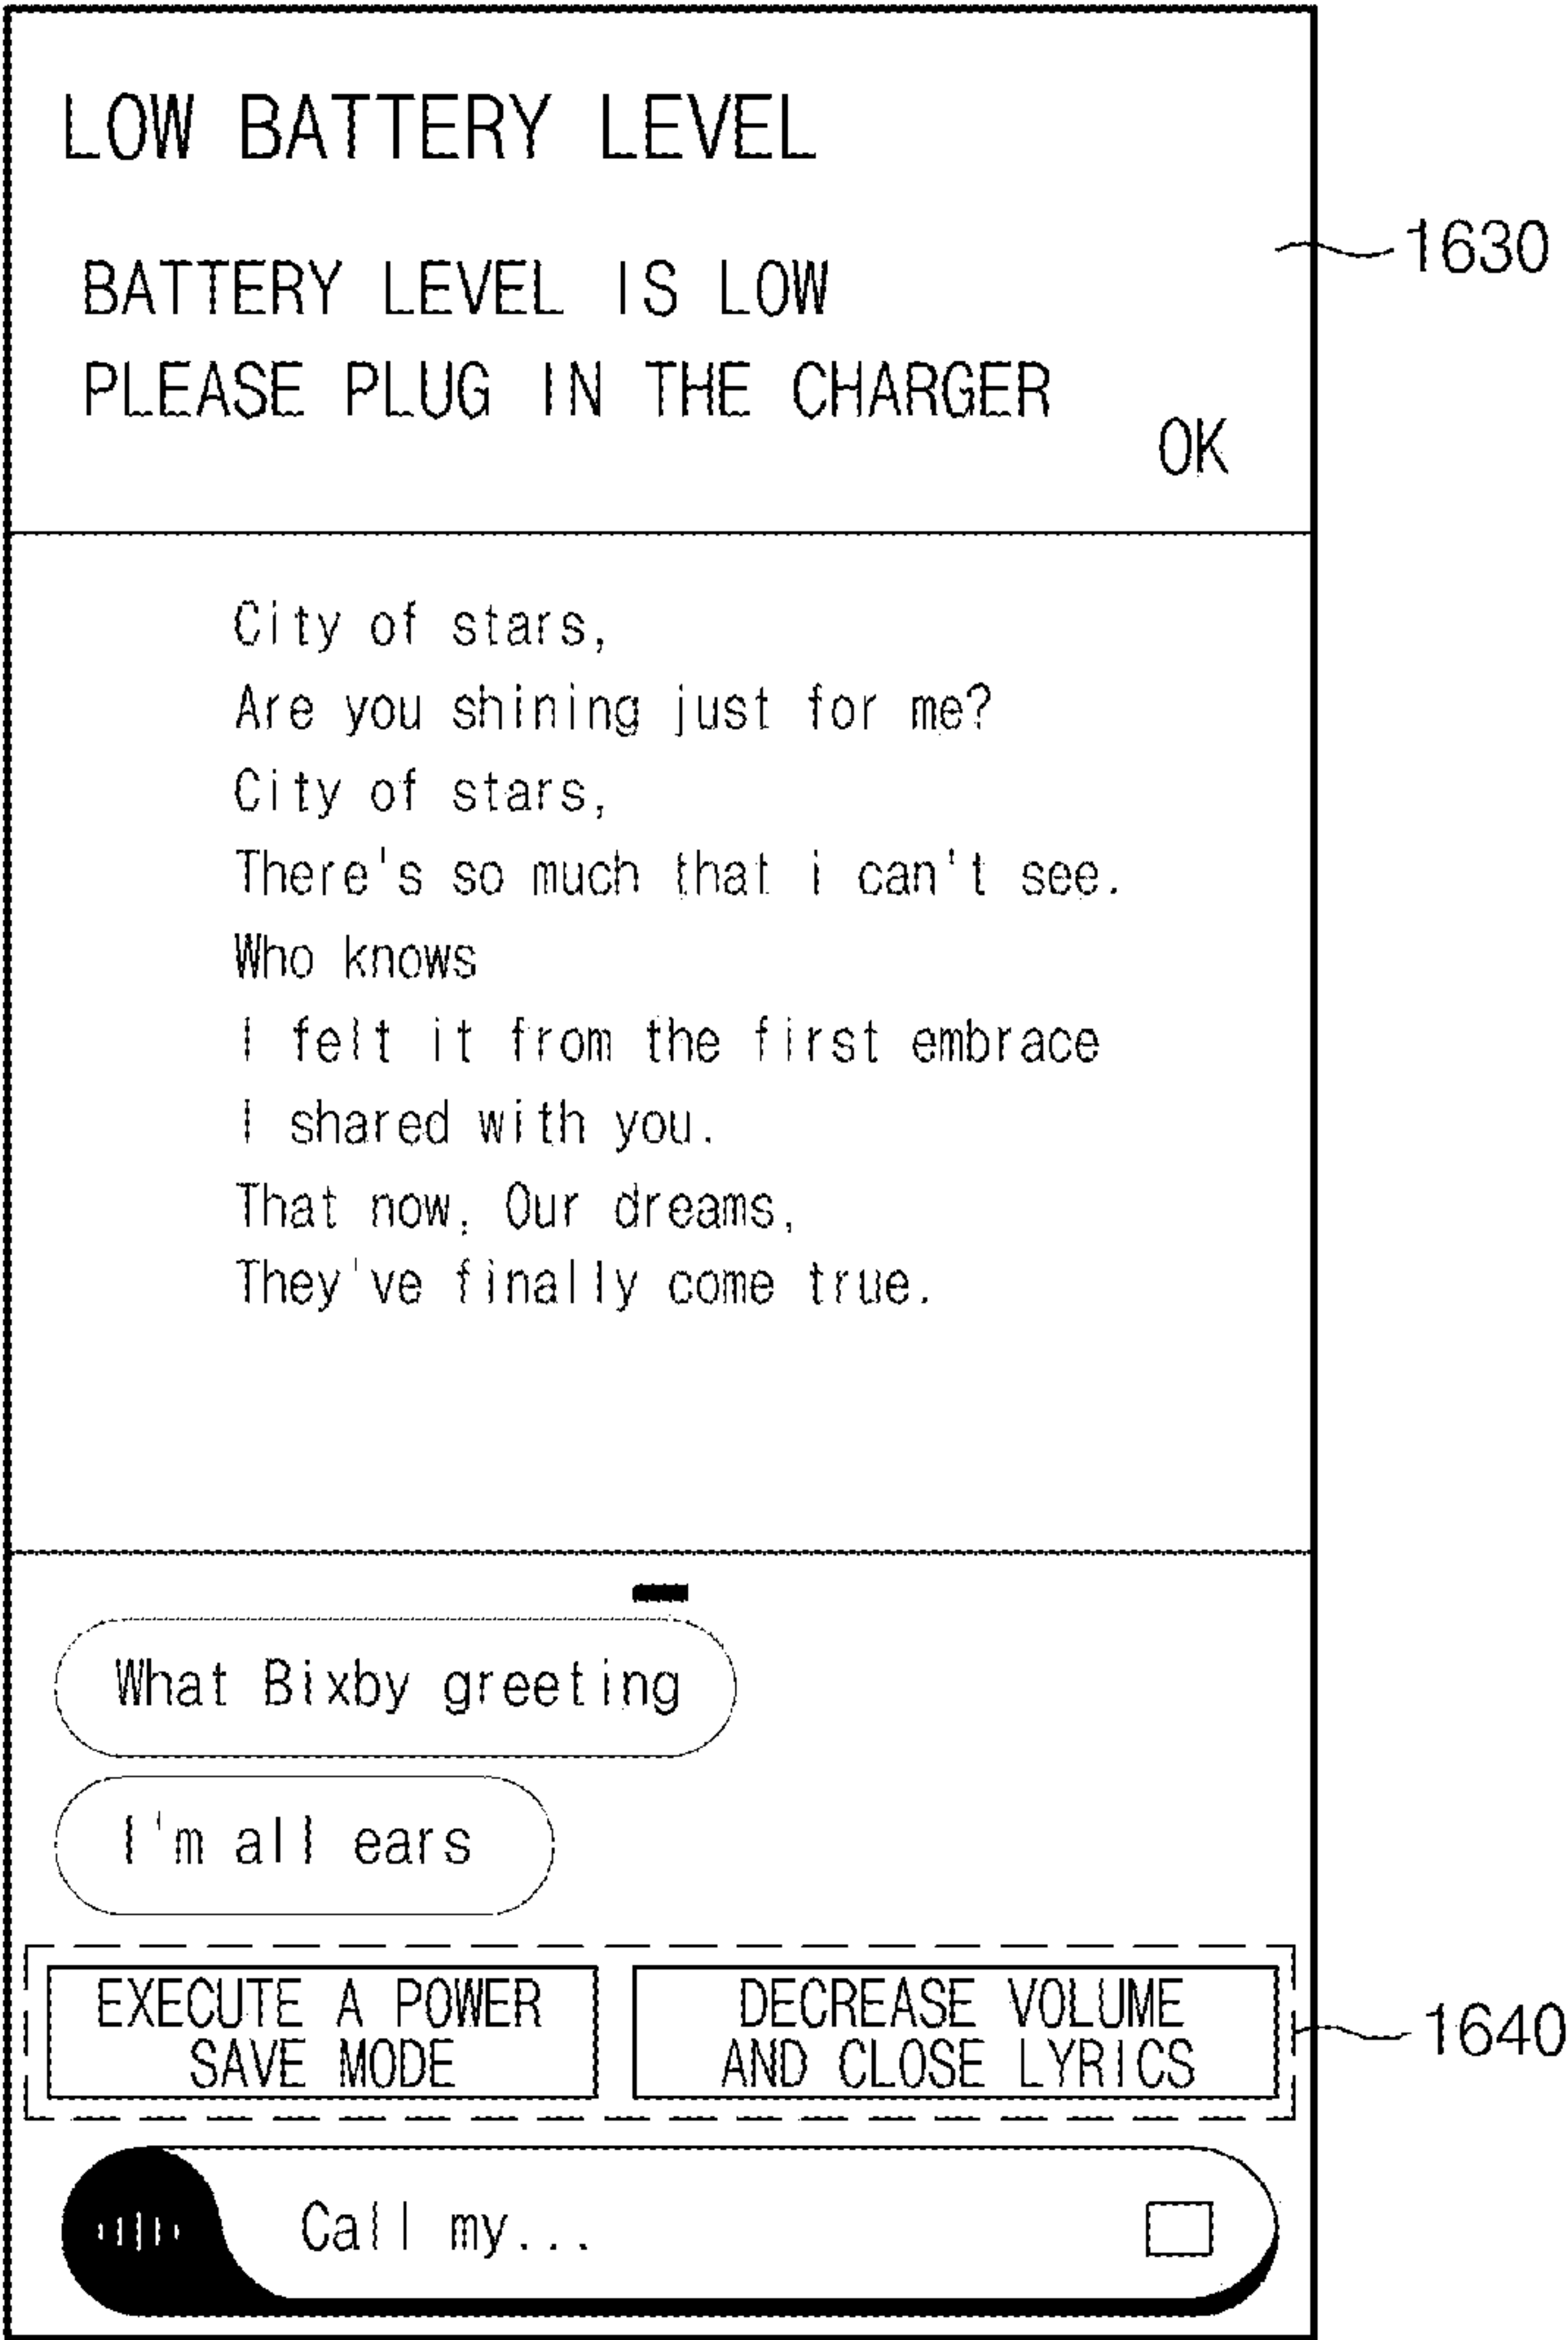 LOW BATTERY LEVEL
1630
BATTERY LEVEL IS LOW
PLEASE PLUG IN THE CHARGER
OK
City of stars,
Are you shining just for me?
City of stars,
There's so much that i can't see.
Who knows
I felt it from the first embrace
I shared with you.
That now, Our dreams,
They've finally come true.
What Bixby greeting
I'm all ears
EXECUTE A POWER
SAVE MODE
DECREASE VOLUME
AND CLOSE LYRICS
1640
Call my...